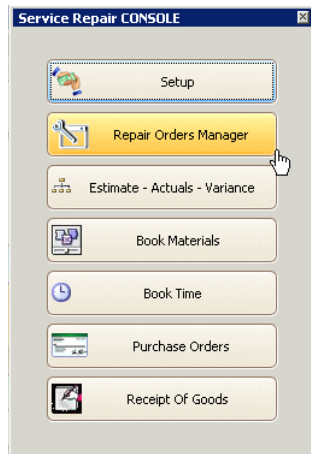 Service Repair CONSOLE
Setup
Repair Orders Manager
Estimate - Actuals - Variance
Book Materials
Book Time
Purchase Orders
Receipt Of Goods